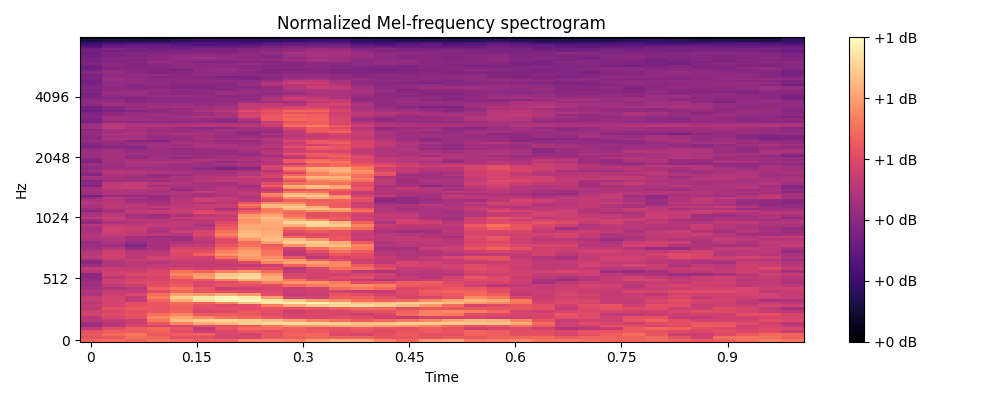 Normalized Mel-frequency spectrogram
+1 dB
4096
+1 dB
2048
+1 dB
Hz
1024
+0 dB
512
+0 dB
0
+0 dB
0 0.15 0.3 0.45 0.6 0.75 0.9
Time